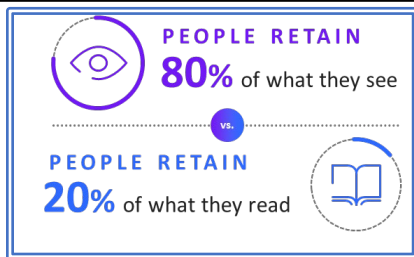 PEOPLE RETAIN
80% of what they see
vs.
PEOPLE RETAIN
20% of what they read